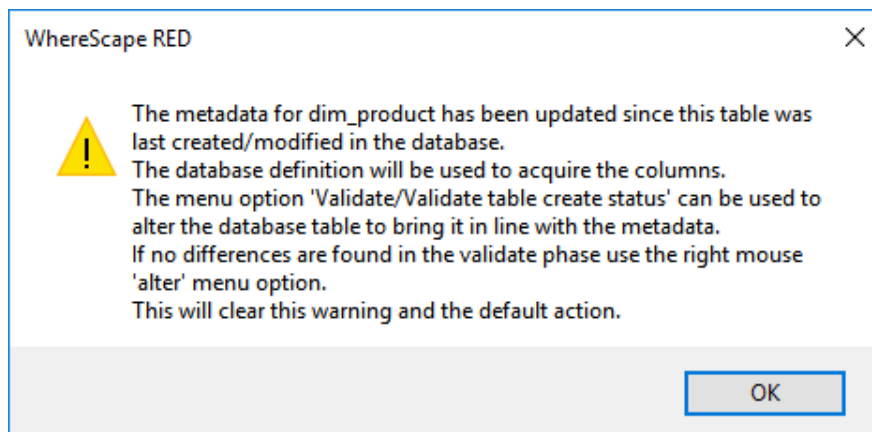 WhereScape RED
The metadata for dim_product has been updated since this table was
last created/modified in the database.
The database definition will be used to acquire the columns.
The menu option 'Validate/Validate table create status' can be used to
alter the database table to bring it in line with the metadata.
If no differences are found in the validate phase use the right mouse
'alter' menu option.
This will clear this warning and the default action.
OK